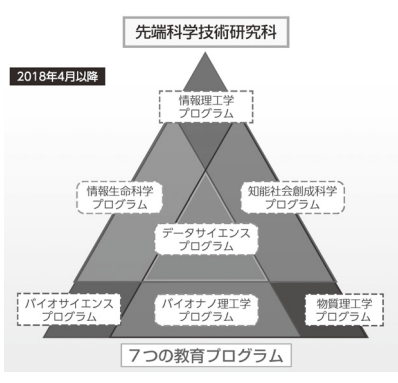 先端科学技術研究科
2018年4月以降
情報理工学
プログラム
情報生命科学
プログラム
知能社会創成科学
プログラム
データサイエンス
プログラム
バイオサイエンス
プログラム
バイオナノ理工学
プログラム
物質理工学
プログラム
7つの教育プログラム